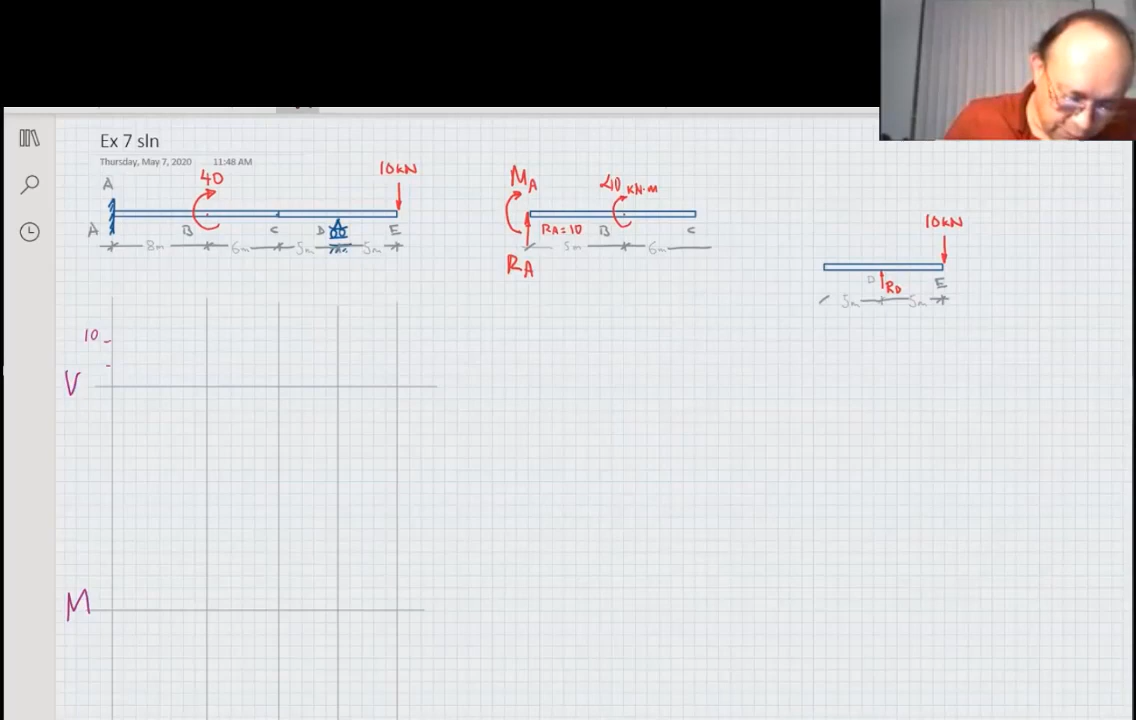 Ex 7 sln
Thursday, May 7, 2020 11:48 AM
A
40
10kN
A
B
C
D
E
8m
6m
5m
5m
MA
40 KN·M
RA=10
B
C
5m
6m
RA
10kN
D
RD
E
5m
5m
10
V
M